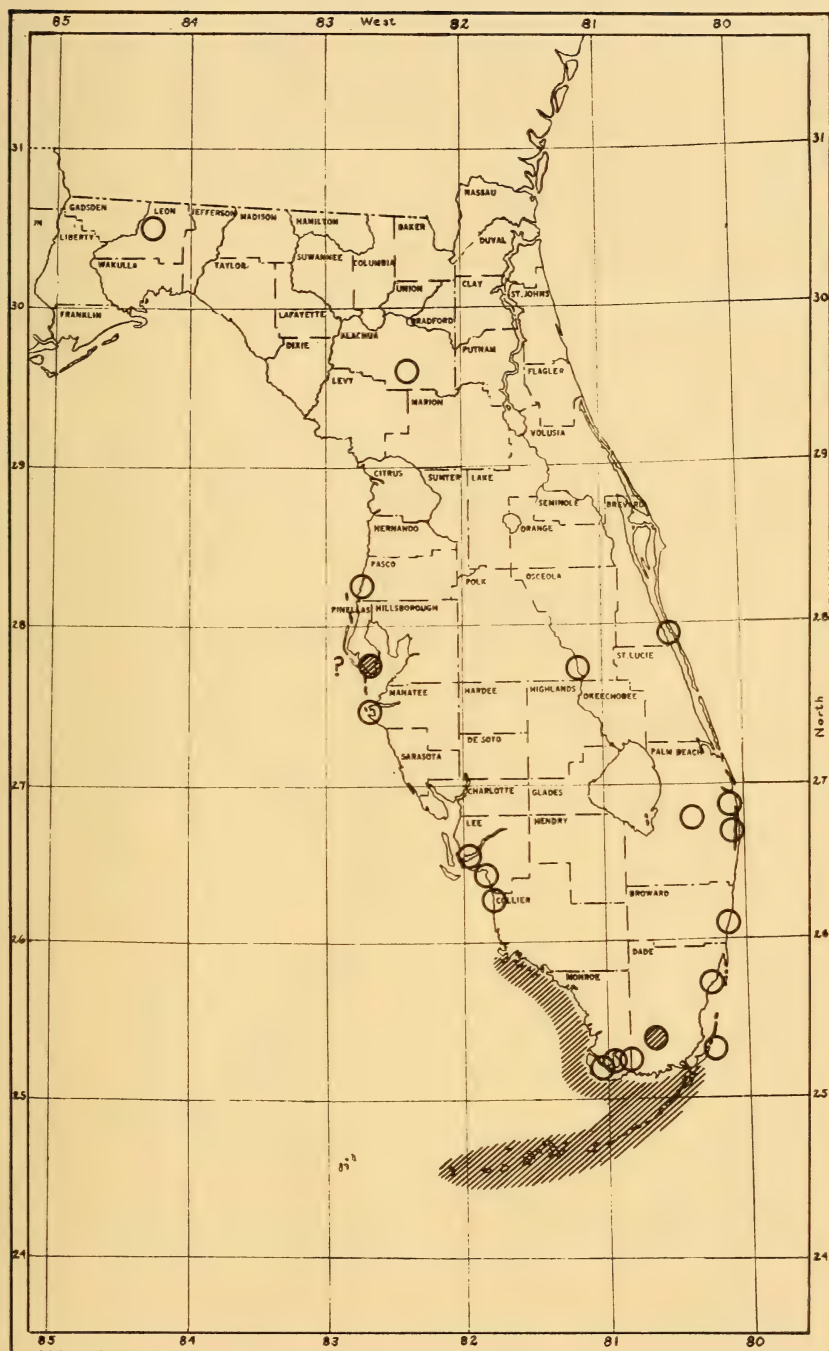 85 84 83 West 82 81 80
31 31
GADSDEN LEON JEFFERSON MADISON HAMILTON BAKER NASSAU
LIBERTY DUVAL
WAKULLA TAYLOR SUWANNEE COLUMBIA
UNION CLAY ST. JOHNS
30 30
FRANKLIN LAFAYETTE BRADFORD
DIXIE ALACHUA PUTNAM
FLAGLER
LEVY MARION
VOLUSIA
29 29
CITRUS SUMTER LAKE
SEMINOLE BREVARD
HERNANDO ORANGE
PASCO
POLK OSCEOLA
PINELLAS HILLSBOROUGH
28 28
ST. LUCIE
?
MANATEE HARDEE HIGHLANDS OKEECHOBEE
North
DE SOTO
SARASOTA PALM BEACH
27 27
CHARLOTTE GLADES
LEE HENDRY
COLLIER BROWARD
26 26
DADE
MONROE
25 25
24 24
85 84 83 82 81 80